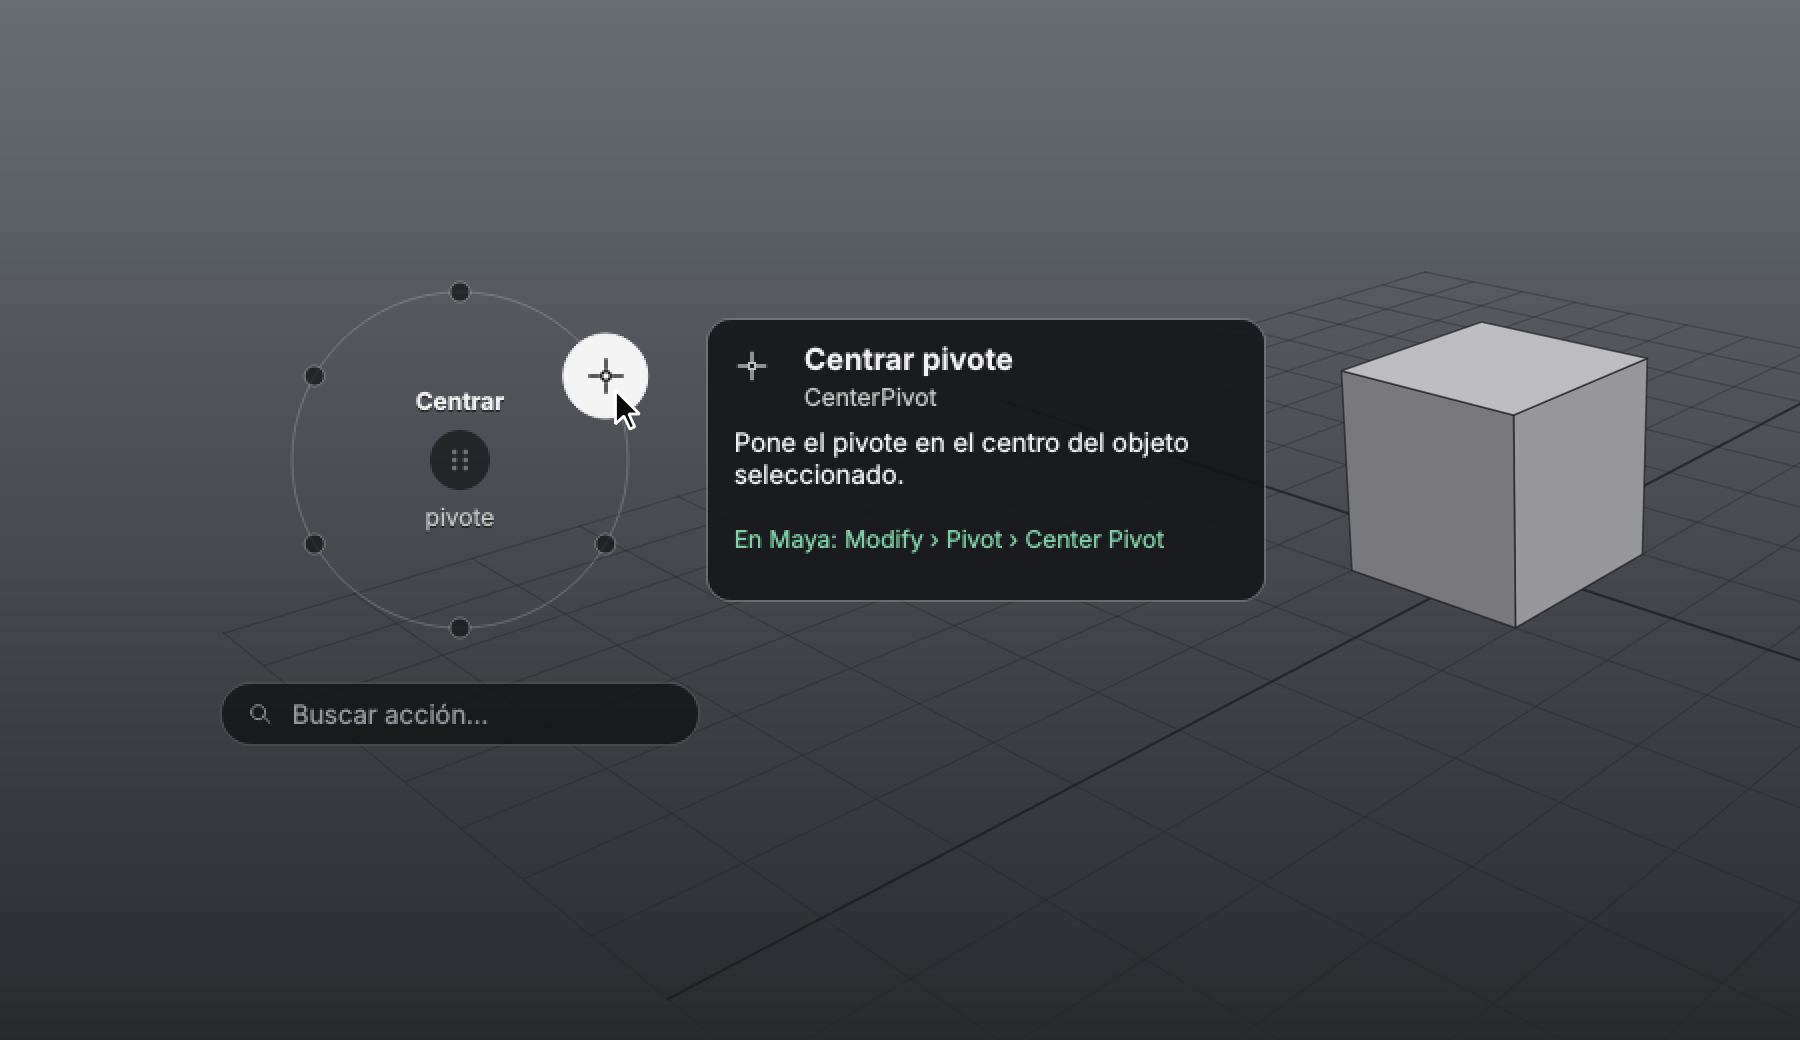 Centrar
pivote
Centrar pivote
CenterPivot
Pone el pivote en el centro del objeto
seleccionado.
En Maya: Modify › Pivot › Center Pivot
Buscar acción...